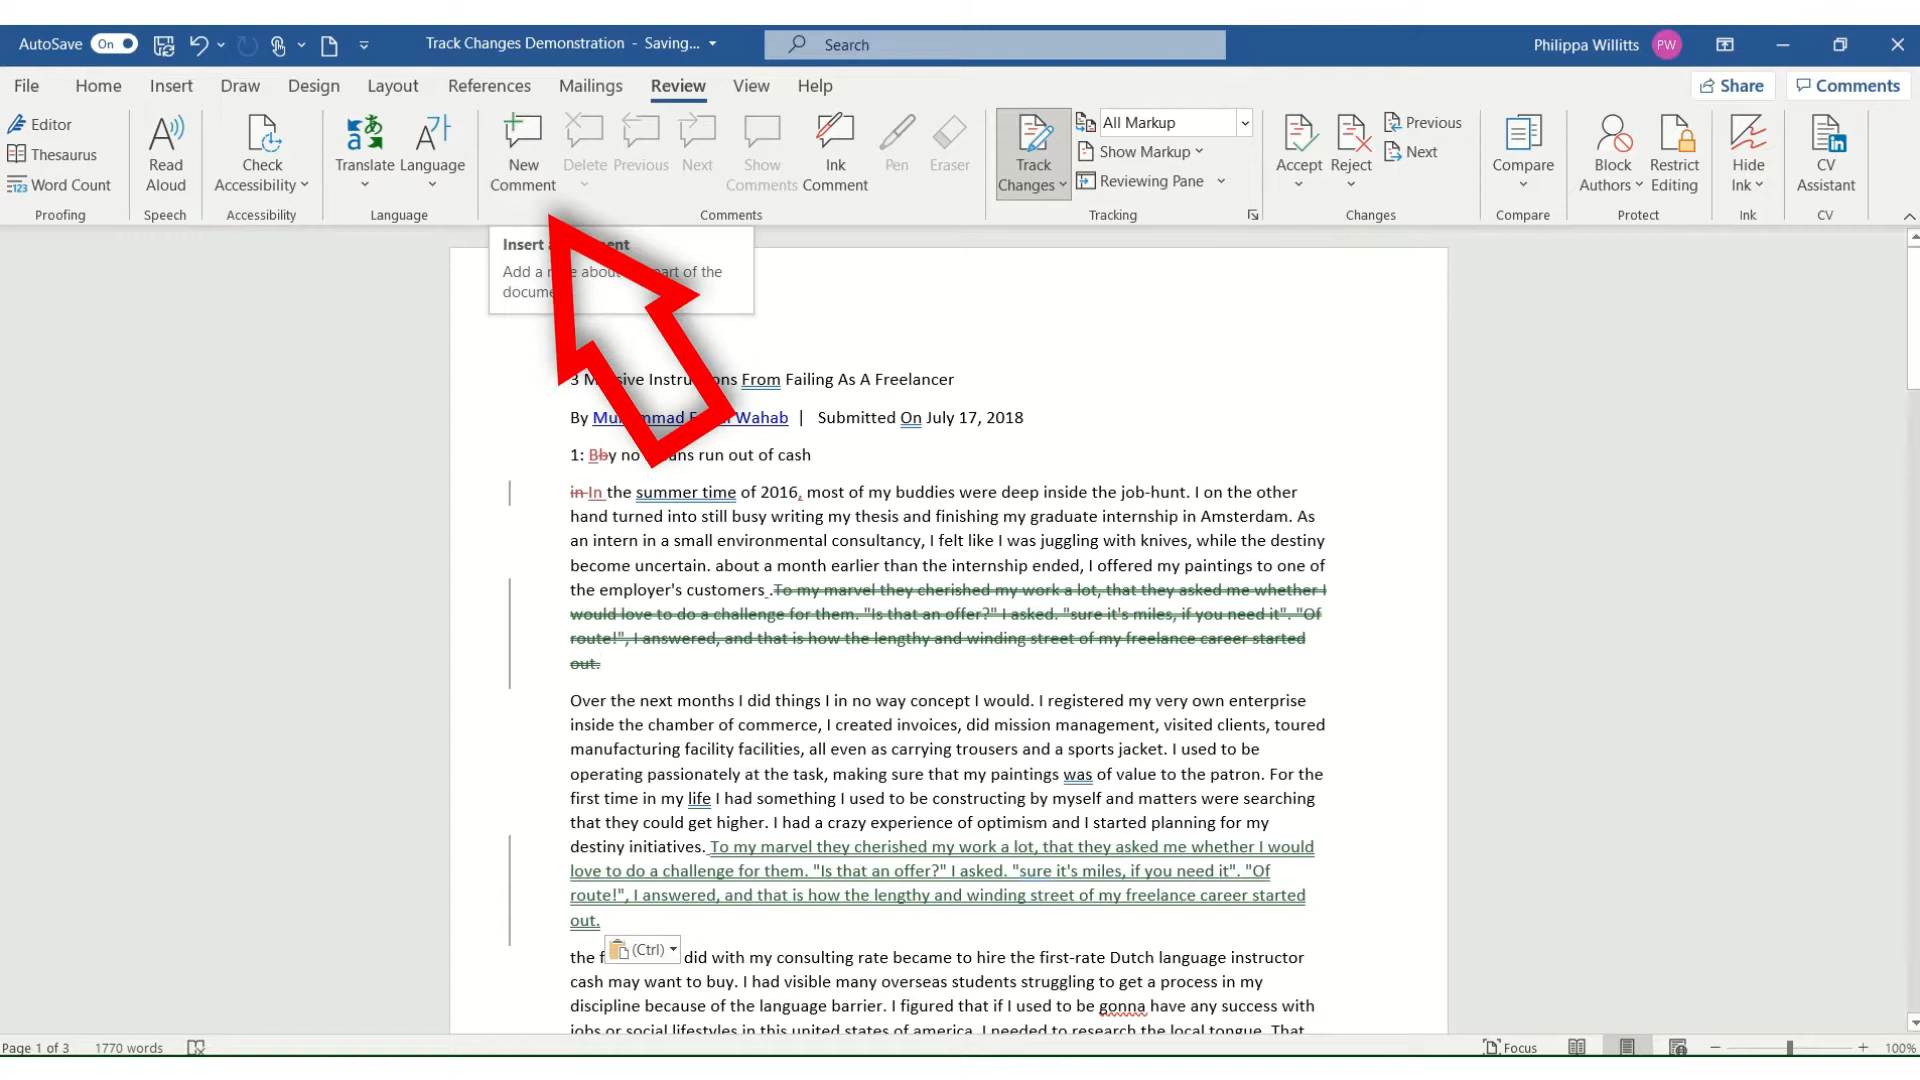 AutoSave On Track Changes Demonstration - Saving... Search Philippa Willitts PW
File Home Insert Draw Design Layout References Mailings Review View Help Share Comments
Editor
Thesaurus
123 Word Count
Proofing
Read
Aloud
Speech
Check
Accessibility
Accessibility
Translate
Language
Language
New
Comment
Delete
Previous
Next
Show
Comments
Ink
Comment
Pen
Eraser
Comments
Track
Changes
All Markup
Show Markup
Reviewing Pane
Tracking
Accept
Reject
Previous
Next
Changes
Compare
Compare
Block
Authors
Restrict
Editing
Protect
Hide
Ink
Ink
CV
Assistant
CV
Insert
Add a about part of the
3 From Failing As A Freelancer
By Wahab | Submitted On July 17, 2018
1: Bby no run out of cash
in In the summer time of 2016, most of my buddies were deep inside the job-hunt. I on the other
hand turned into still busy writing my thesis and finishing my graduate internship in Amsterdam. As
an intern in a small environmental consultancy, I felt like I was juggling with knives, while the destiny
become uncertain. about a month earlier than the internship ended, I offered my paintings to one of
the employer's customers .To my marvel they cherished my work a lot, that they asked me whether I
would love to do a challenge for them. "Is that an offer?" I asked. "sure it's miles, if you need it". "Of
route!", I answered, and that is how the lengthy and winding street of my freelance career started
out.
Over the next months I did things I in no way concept I would. I registered my very own enterprise
inside the chamber of commerce, I created invoices, did mission management, visited clients, toured
manufacturing facility facilities, all even as carrying trousers and a sports jacket. I used to be
operating passionately at the task, making sure that my paintings was of value to the patron. For the
first time in my life I had something I used to be constructing by myself and matters were searching
that they could get higher. I had a crazy experience of optimism and I started planning for my
destiny initiatives. To my marvel they cherished my work a lot, that they asked me whether I would
love to do a challenge for them. "Is that an offer?" I asked. "sure it's miles, if you need it". "Of
route!", I answered, and that is how the lengthy and winding street of my freelance career started
out.
the (Ctrl) did with my consulting rate became to hire the first-rate Dutch language instructor
cash may want to buy. I had visible many overseas students struggling to get a process in my
discipline because of the language barrier. I figured that if I used to be gonna have any success with
jobs or social lifestyles in this united states of america, I needed to research the local tongue. That
Page 1 of 3 1770 words Focus 100%